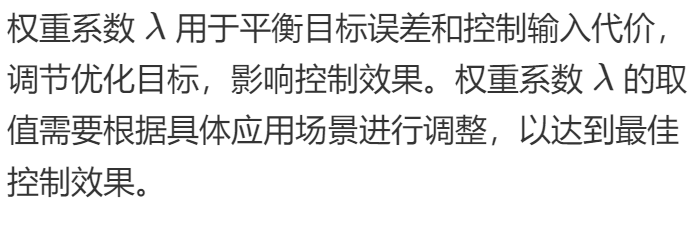 权重系数 λ 用于平衡目标误差和控制输入代价，
调节优化目标，影响控制效果。权重系数 λ 的取
值需要根据具体应用场景进行调整，以达到最佳
控制效果。